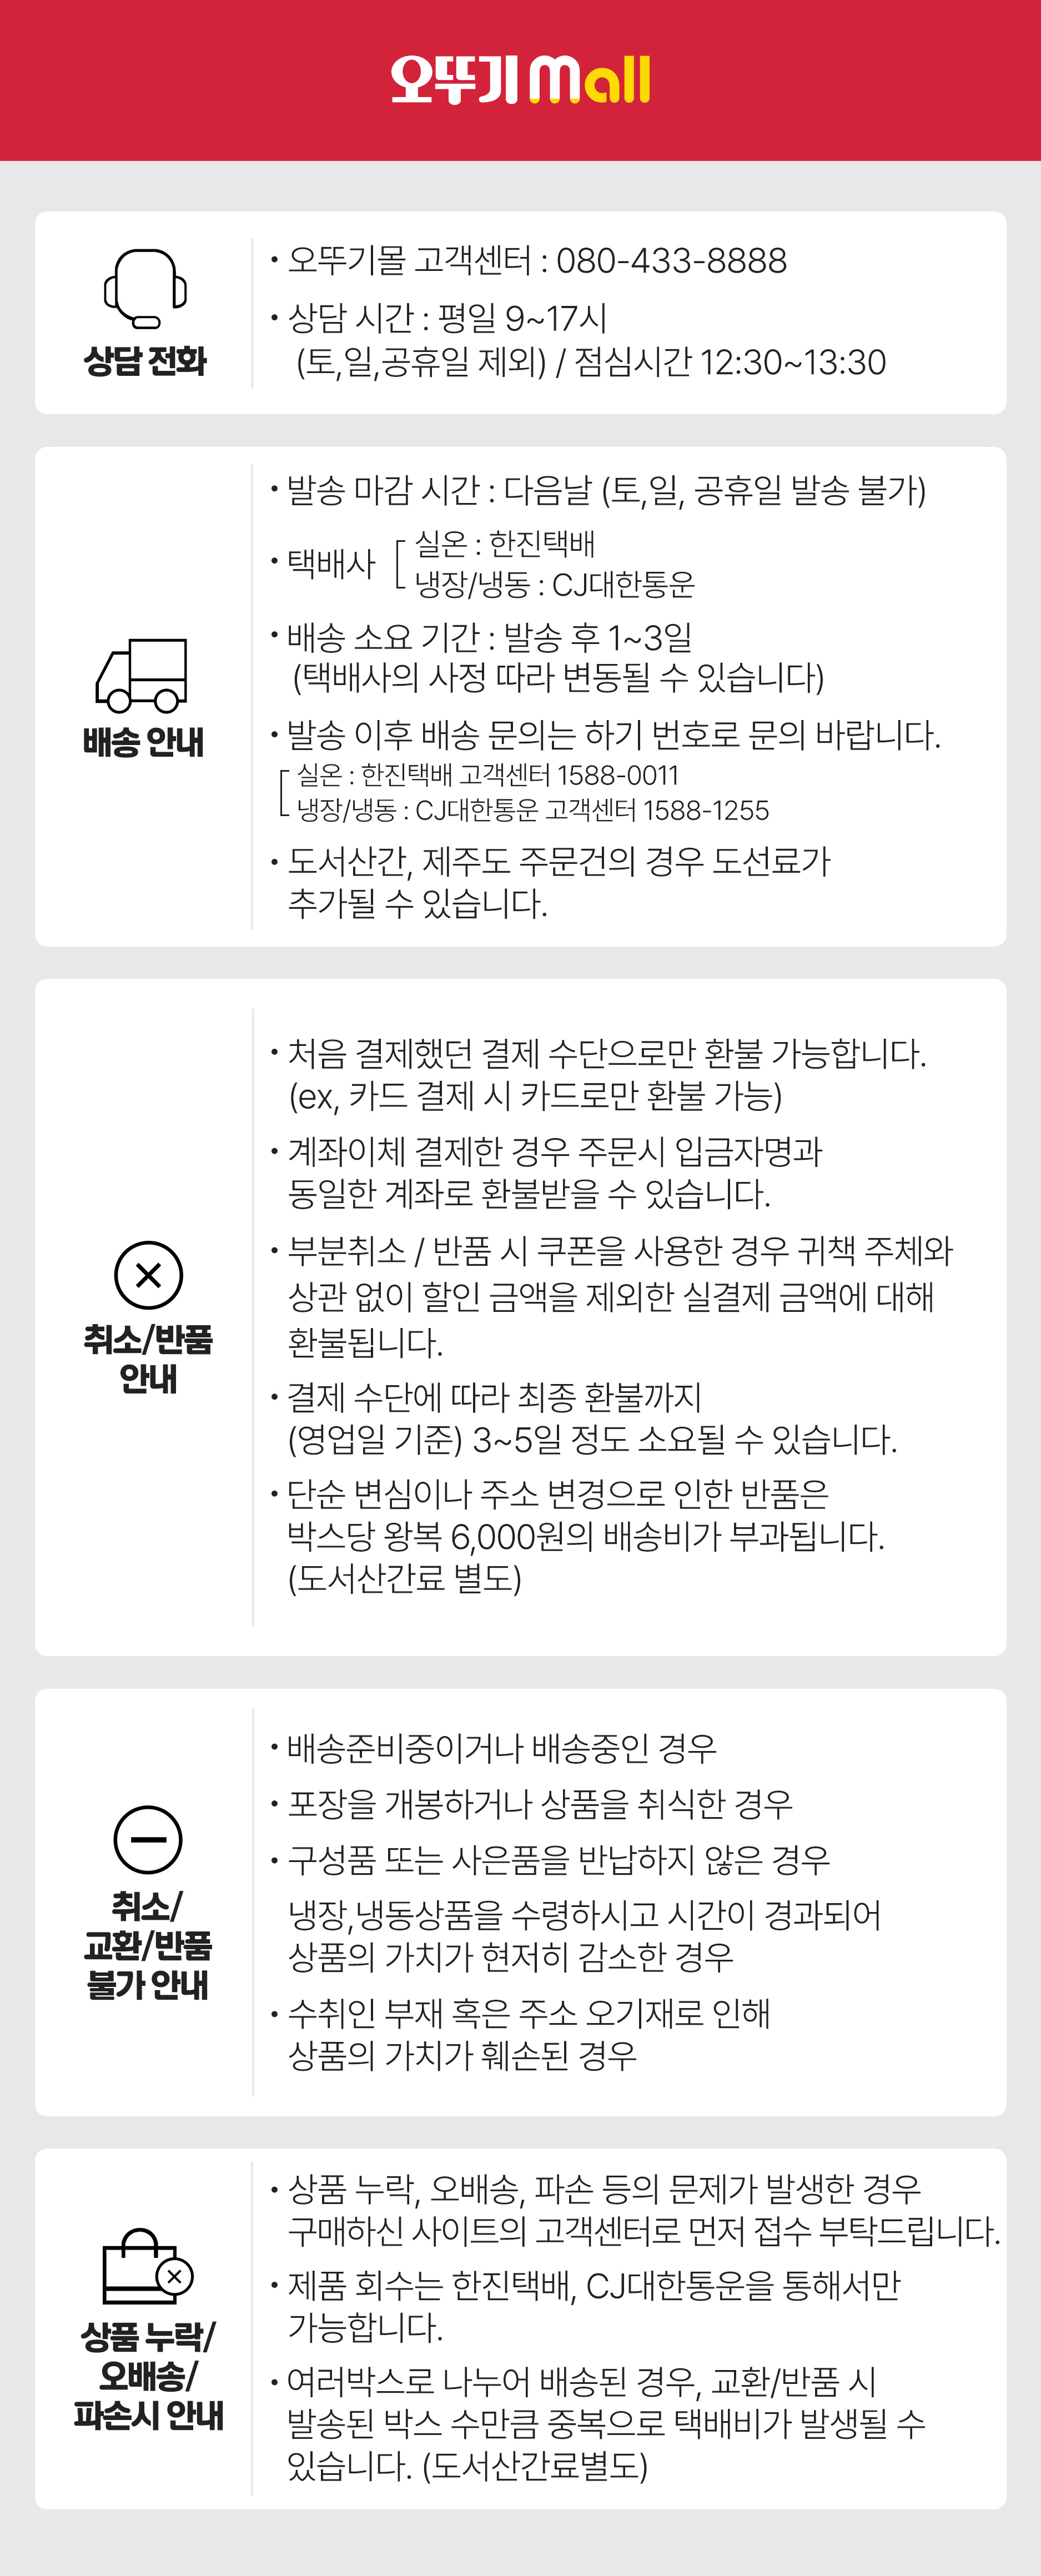 오뚜기mall
상담 전화
• 오뚜기몰 고객센터 : 080-433-8888
• 상담 시간 : 평일 9~17시
(토,일,공휴일 제외) / 점심시간 12:30~13:30
배송 안내
• 발송 마감 시간 : 다음날 (토,일, 공휴일 발송 불가)
• 택배사
실온 : 한진택배
냉장/냉동 : CJ대한통운
• 배송 소요 기간 : 발송 후 1~3일
(택배사의 사정 따라 변동될 수 있습니다)
• 발송 이후 배송 문의는 하기 번호로 문의 바랍니다.
실온 : 한진택배 고객센터 1588-0011
냉장/냉동 : CJ대한통운 고객센터 1588-1255
• 도서산간, 제주도 주문건의 경우 도선료가
추가될 수 있습니다.
취소/반품
안내
• 처음 결제했던 결제 수단으로만 환불 가능합니다.
(ex, 카드 결제 시 카드로만 환불 가능)
• 계좌이체 결제한 경우 주문시 입금자명과
동일한 계좌로 환불받을 수 있습니다.
• 부분취소 / 반품 시 쿠폰을 사용한 경우 귀책 주체와
상관 없이 할인 금액을 제외한 실결제 금액에 대해
환불됩니다.
• 결제 수단에 따라 최종 환불까지
(영업일 기준) 3~5일 정도 소요될 수 있습니다.
• 단순 변심이나 주소 변경으로 인한 반품은
박스당 왕복 6,000원의 배송비가 부과됩니다.
(도서산간료 별도)
취소/
교환/반품
불가 안내
• 배송준비중이거나 배송중인 경우
• 포장을 개봉하거나 상품을 취식한 경우
• 구성품 또는 사은품을 반납하지 않은 경우
냉장,냉동상품을 수령하시고 시간이 경과되어
상품의 가치가 현저히 감소한 경우
• 수취인 부재 혹은 주소 오기재로 인해
상품의 가치가 훼손된 경우
상품 누락/
오배송/
파손시 안내
• 상품 누락, 오배송, 파손 등의 문제가 발생한 경우
구매하신 사이트의 고객센터로 먼저 접수 부탁드립니다.
• 제품 회수는 한진택배, CJ대한통운을 통해서만
가능합니다.
• 여러박스로 나누어 배송된 경우, 교환/반품 시
발송된 박스 수만큼 중복으로 택배비가 발생될 수
있습니다. (도서산간료별도)